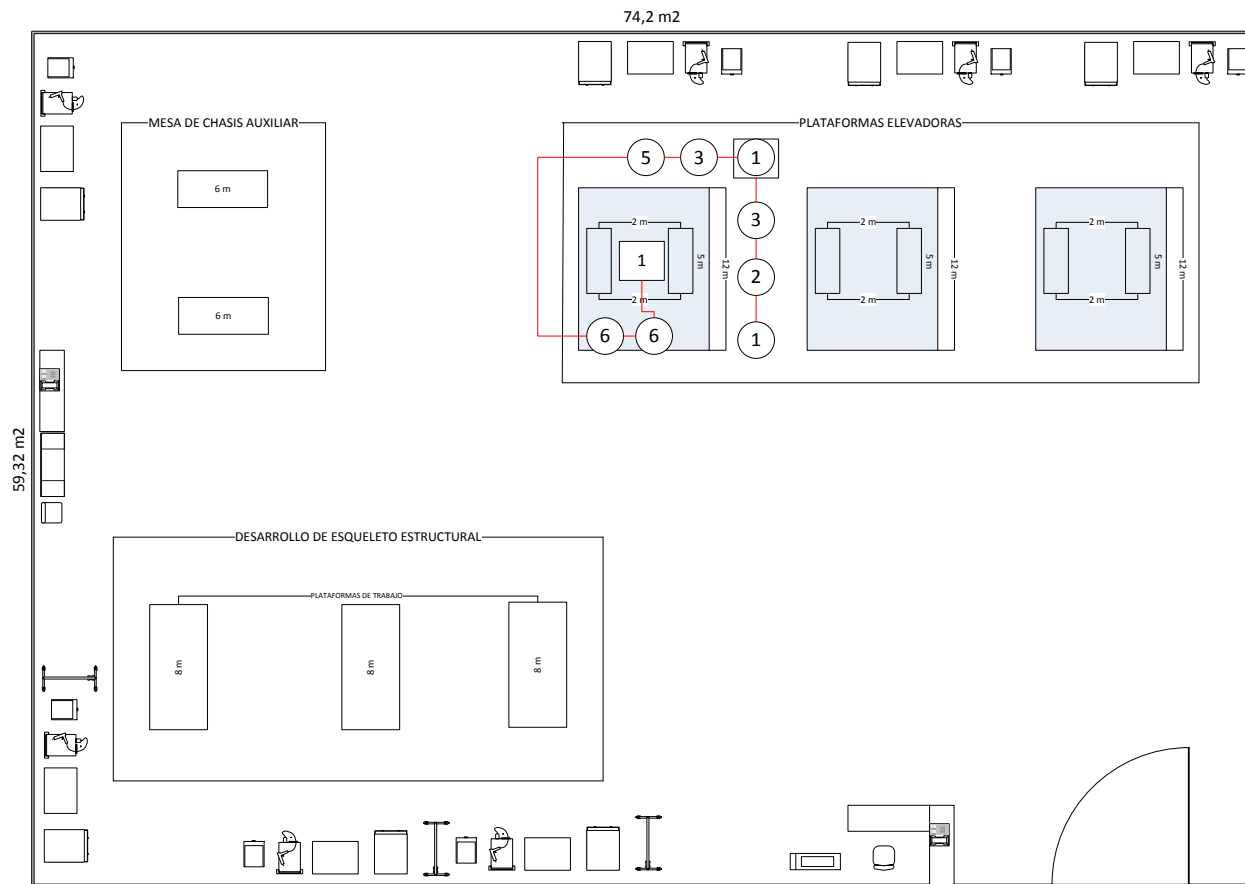 74,2 m2
MESA DE CHASIS AUXILIAR
PLATAFORMAS ELEVADORAS
5
3
1
6 m
3
2 m
2 m
2 m
1
5 m
12 m
5 m
12 m
5 m
12 m
2
2 m
2 m
2 m
6 m
6
6
1
59,32 m2
DESARROLLO DE ESQUELETO ESTRUCTURAL
PLATAFORMAS DE TRABAJO
8 m
8 m
8 m